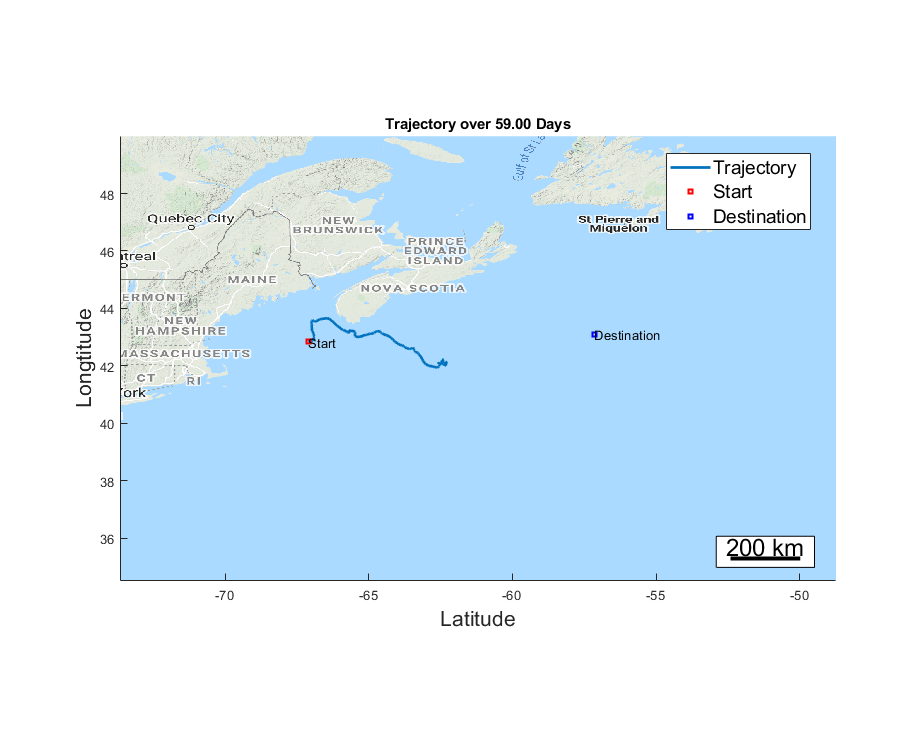 Trajectory over 59.00 Days
Gulf of St
Trajectory
Start
Destination
48
46
44
42
40
38
36
Longtitude
Quebec City
NEW
BRUNSWICK
PRINCE
EDWARD
ISLAND
St Pierre and
Miquelon
ntreal
MAINE
NOVA SCOTIA
ERMONT
NEW
HAMPSHIRE
MASSACHUSETTS
CT
RI
ork
Start
Destination
200 km
-70
-65
-60
-55
-50
Latitude